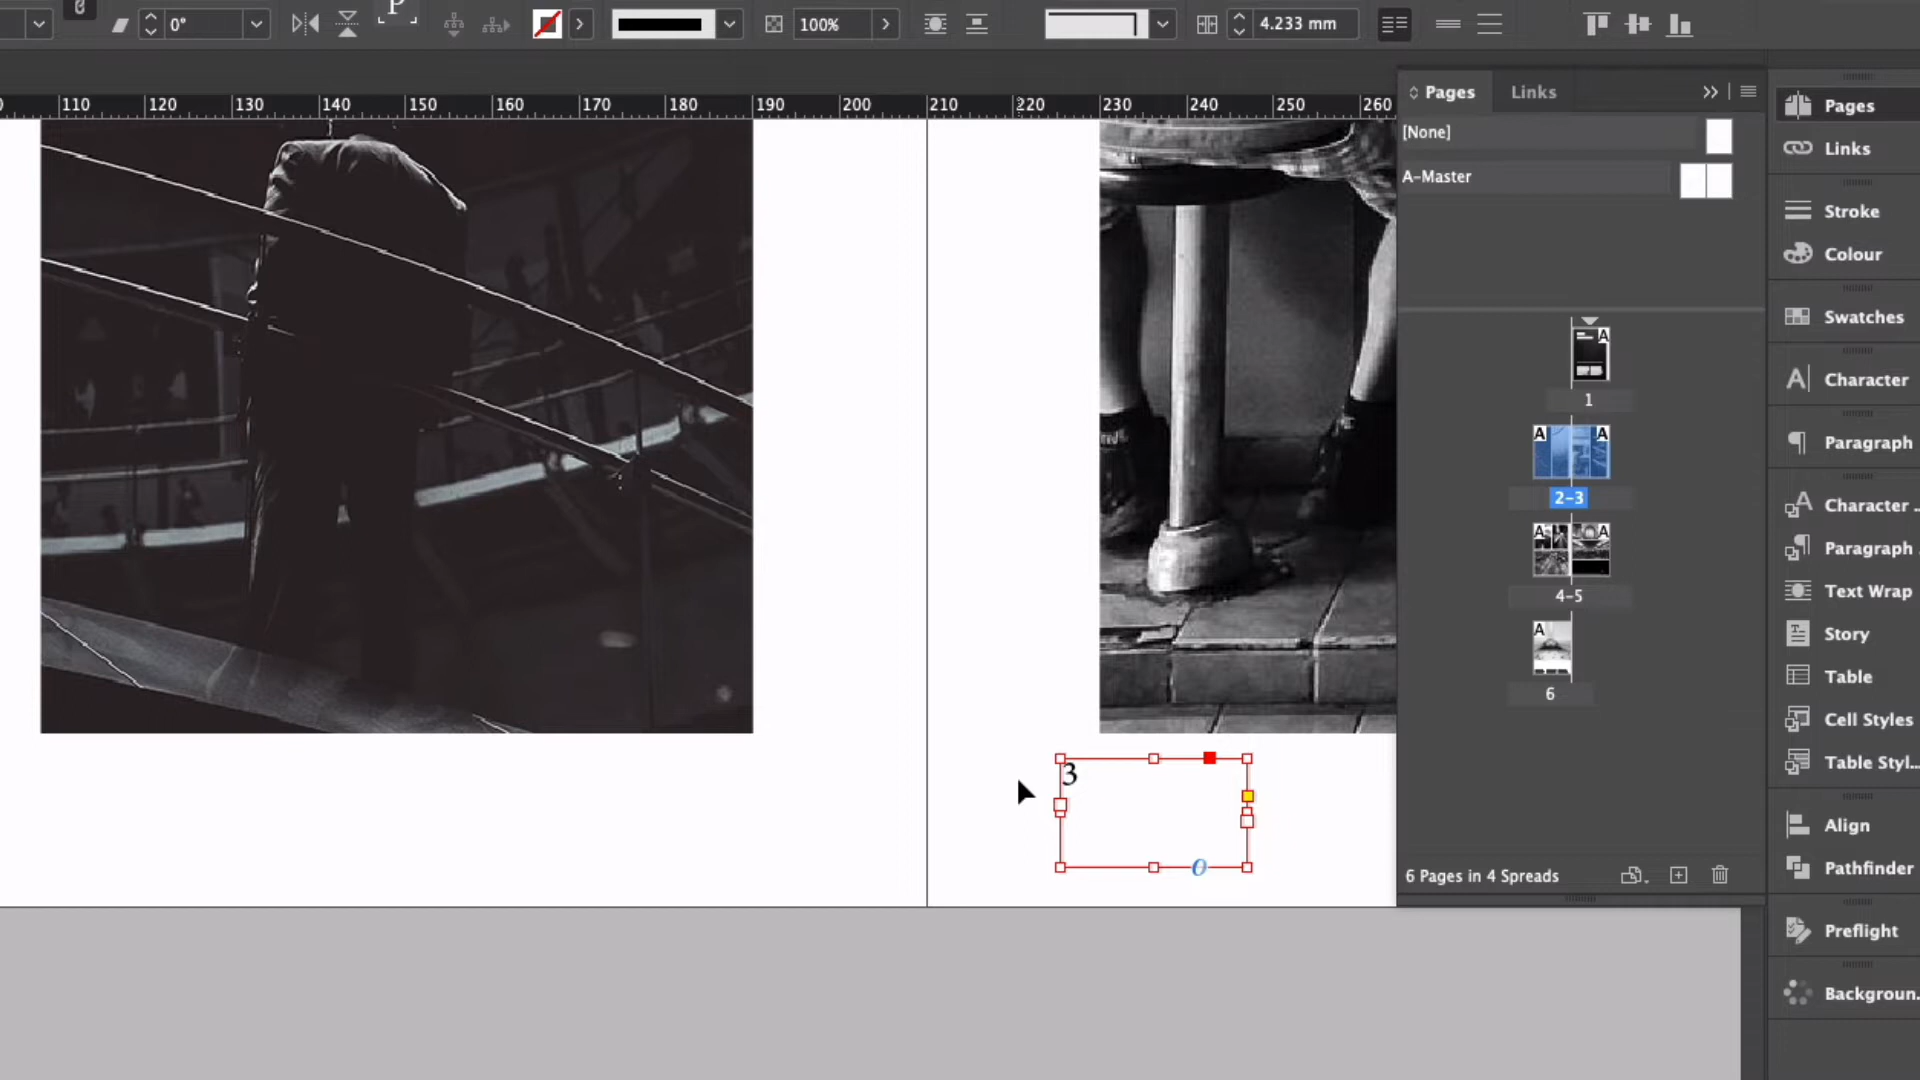 0° 100% 4.233 mm
110 120 130 140 150 160 170 180 190 200 210 220 230 240 250 260
Pages Links
[None]
A-Master
A
1
A A
2-3
A A
4-5
A
6
6 Pages in 4 Spreads
3
Pages
Links
Stroke
Colour
Swatches
Character
Paragraph
Character ..
Paragraph .
Text Wrap
Story
Table
Cell Styles
Table Styl...
Align
Pathfinder
Preflight
Backgroun.